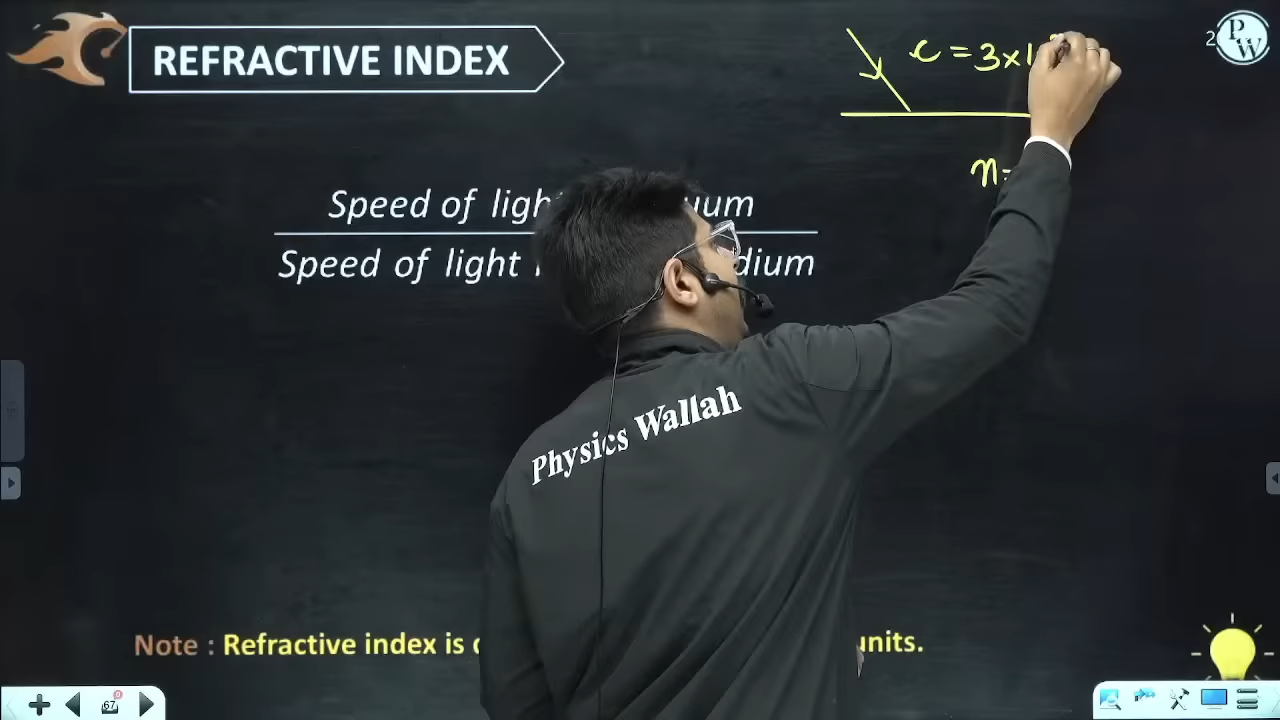 REFRACTIVE INDEX
c = 3×1
2
PW
n=
Speed of ligh uum
Speed of light dium
Physics Wallah
Note : Refractive index is units.
67